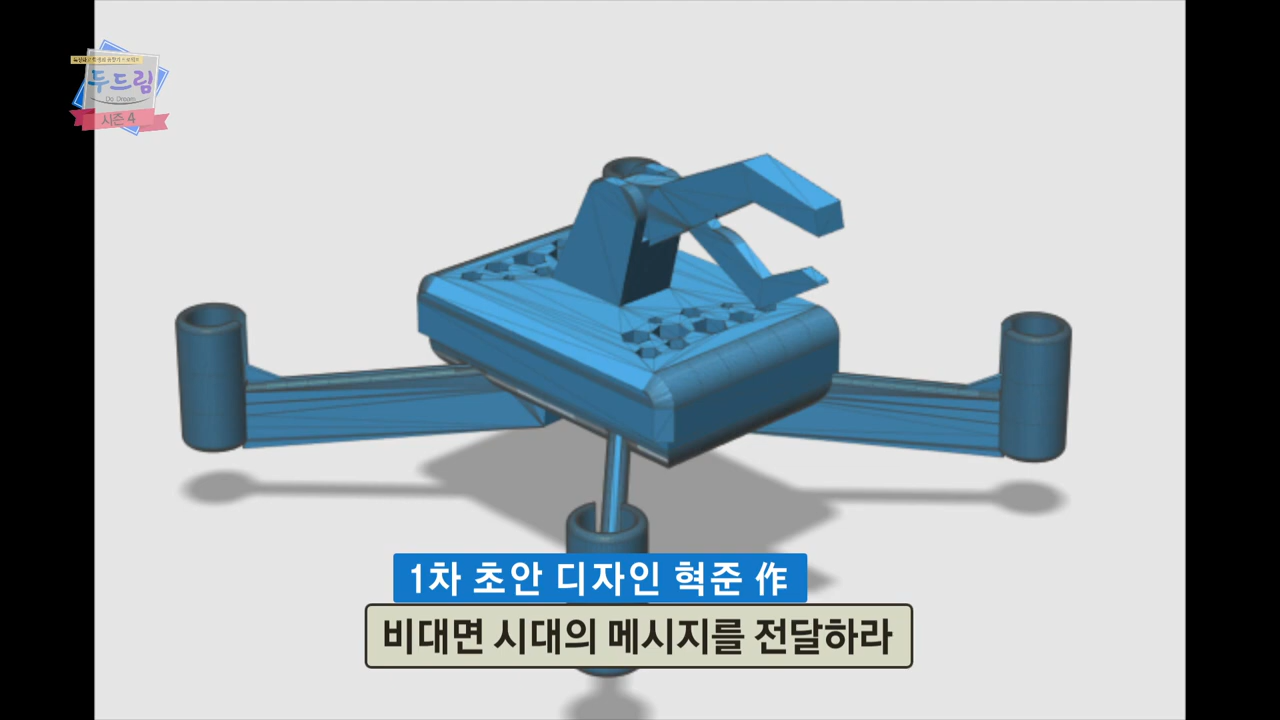 두드림
Do Dream
시즌 4
1차 초안 디자인 혁준 作
비대면 시대의 메시지를 전달하라